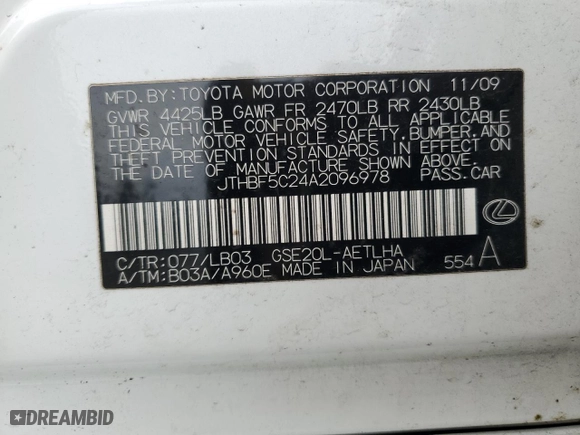 MFD.BY:TOYOTA MOTOR CORPORATION 11/09
GVWR 4425LB GAWR FR 2470LB RR 2430LB
THIS VEHICLE CONFORMS TO ALL APPLICABLE
FEDERAL MOTOR VEHICLE SAFETY,BUMPER,AND
THEFT PREVENTION STANDARDS IN EFFECT ON
THE DATE OF MANUFACTURE SHOWN ABOVE.
JTHBF5C24A2096978 PASS.CAR
C/TR:077/LB03 GSE20L-AETLHA
A/TM:B03A/A960E MADE IN JAPAN 554 A
DREAMBID